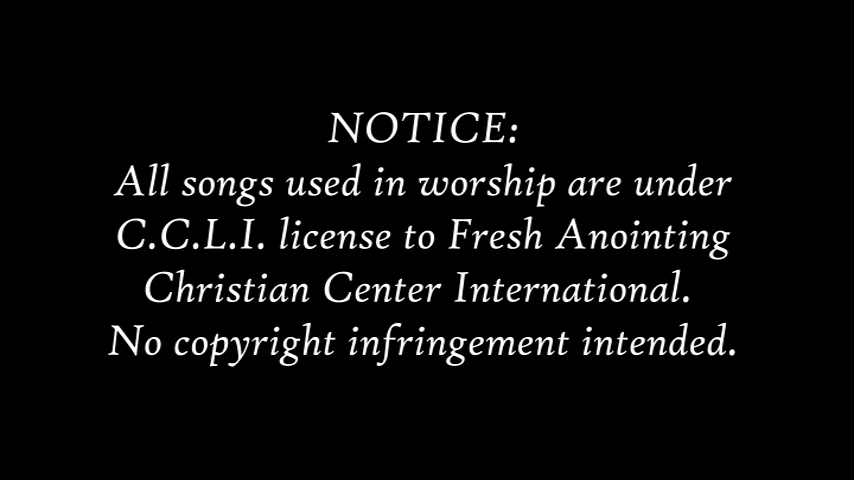 NOTICE:
All songs used in worship are under
C.C.L.I. license to Fresh Anointing
Christian Center International.
No copyright infringement intended.